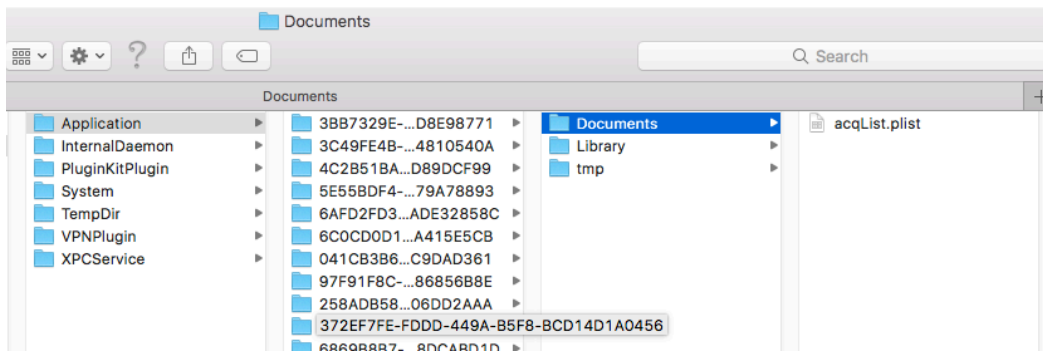 Documents
Search
Documents
Application
InternalDaemon
PluginKitPlugin
System
TempDir
VPNPlugin
XPCService
3BB7329E-...D8E98771
3C49FE4B-...4810540A
4C2B51BA...D89DCF99
5E55BDF4-...79A78893
6AFD2FD3...ADE32858C
6C0CD0D1...A415E5CB
041CB3B6...C9DAD361
97F91F8C-...86856B8E
258ADB58...06DD2AAA
372EF7FE-FDDD-449A-B5F8-BCD14D1A0456
6869B8B7-...8DCABD1D
Documents
Library
tmp
acqList.plist